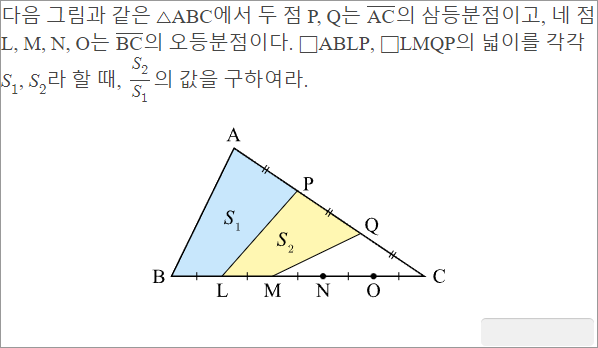 다음 그림과 같은 △ABC에서 두 점 P, Q는 AC의 삼등분점이고, 네 점
L, M, N, O는 BC의 오등분점이다. □ABLP, □LMQP의 넓이를 각각
S₁, S₂라 할 때, S₂/S₁의 값을 구하여라.
A
P
Q
S₁
S₂
B
C
L M N O